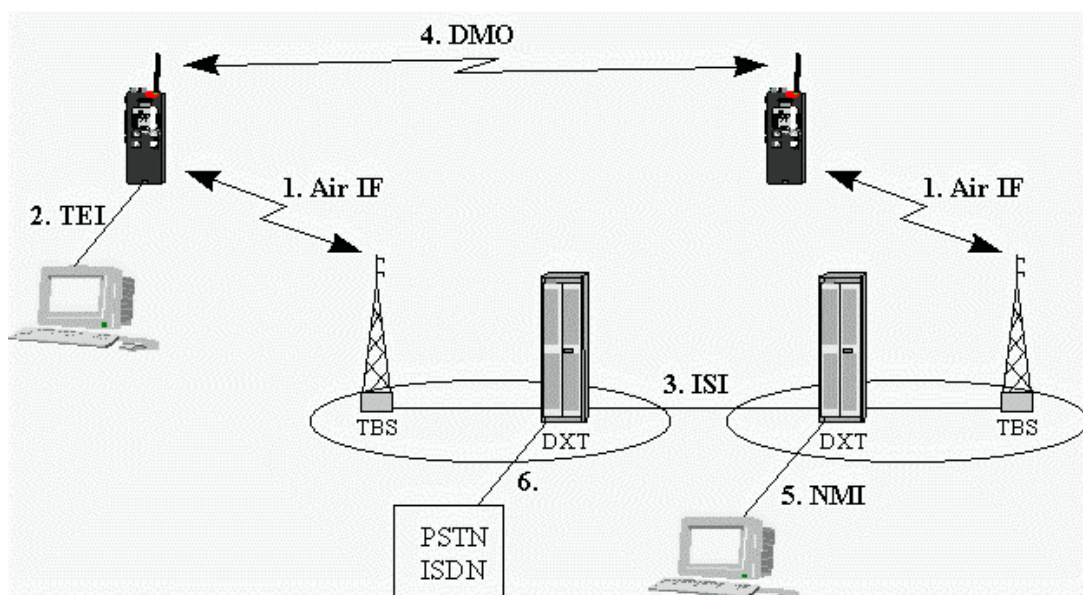 4. DMO
1. Air IF
1. Air IF
2. TEI
3. ISI
TBS
DXT
DXT
TBS
6.
5. NMI
PSTN
ISDN